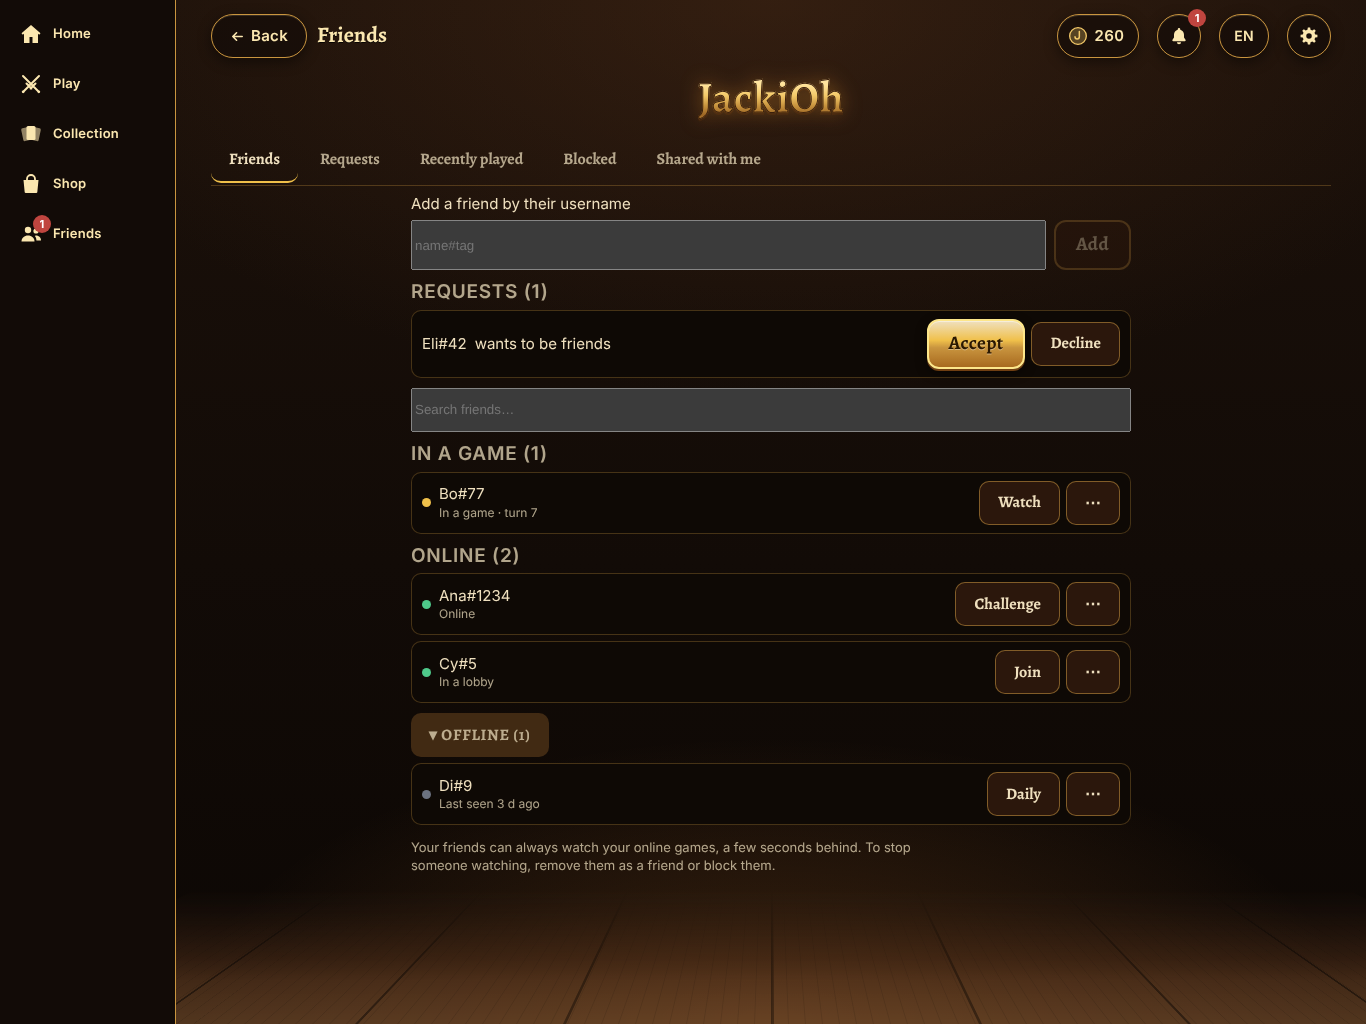 Home
Play
Collection
Shop
1
Friends
← Back
Friends
J 260
1
EN
JackiOh
Friends
Requests
Recently played
Blocked
Shared with me
Add a friend by their username
name#tag
Add
REQUESTS (1)
Eli#42 wants to be friends
Accept
Decline
Search friends...
IN A GAME (1)
Bo#77
In a game · turn 7
Watch
···
ONLINE (2)
Ana#1234
Online
Challenge
···
Cy#5
In a lobby
Join
···
▼ OFFLINE (1)
Di#9
Last seen 3 d ago
Daily
···
Your friends can always watch your online games, a few seconds behind. To stop
someone watching, remove them as a friend or block them.